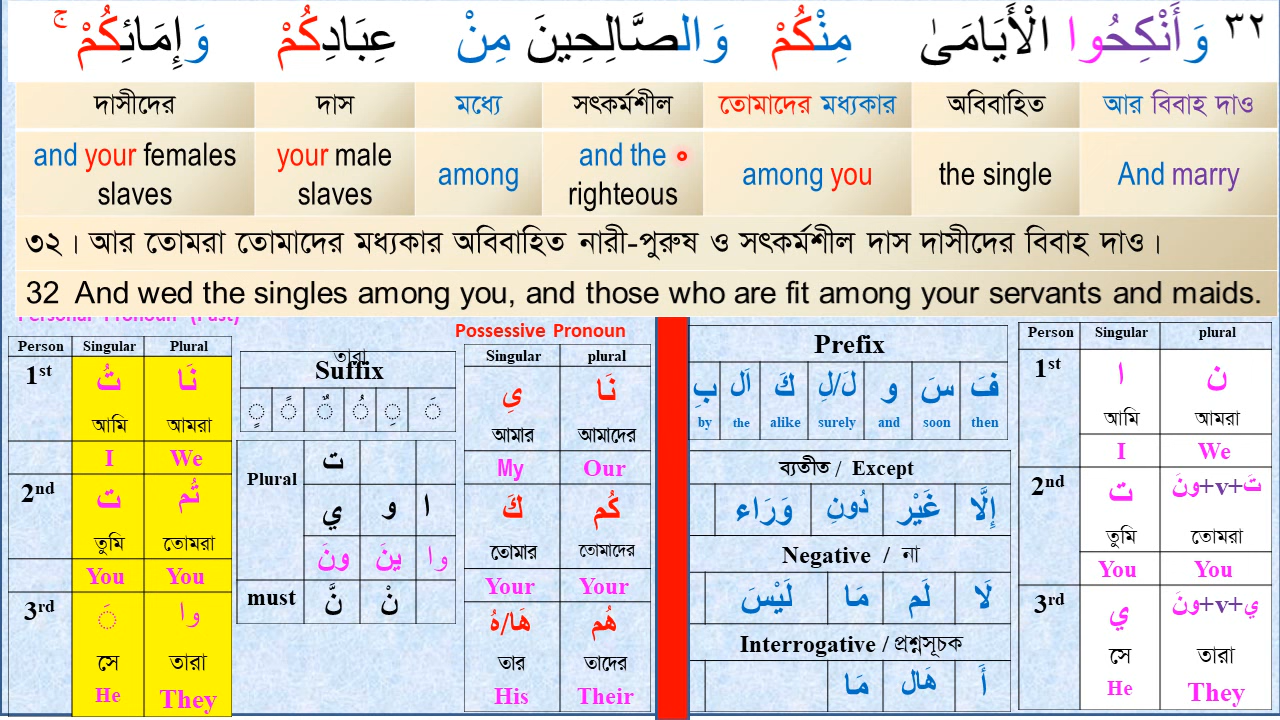 ٣٢ وَأَنْكِحُوا الْأَيَامَىٰ مِنْكُمْ وَالصَّالِحِينَ مِنْ عِبَادِكُمْ وَإِمَائِكُمْ ۚ
দাসীদের দাস মধ্যে সৎকর্মশীল তোমাদের মধ্যকার অবিবাহিত আর বিবাহ দাও
and your females slaves
your male slaves
among
and the righteous
among you
the single
And marry
৩২। আর তোমরা তোমাদের মধ্যকার অবিবাহিত নারী-পুরুষ ও সৎকর্মশীল দাস দাসীদের বিবাহ দাও।
32 And wed the singles among you, and those who are fit among your servants and maids.
Personal Pronoun (Past)
Person Singular Plural
1st تُ نَا
আমি আমরা
I We
2nd ت تُم
তুমি তোমরা
You You
3rd َ وا
সে তারা
He They
তারা
Suffix
ٍ ً ٌ ُ ِ َ
Plural ت
ي و ا
ونَ ينَ وا
must نَّ نْ
Possessive Pronoun
Singular plural
يِ نَا
আমার আমাদের
My Our
كَ كُم
তোমার তোমাদের
Your Your
هَا/هُ هُم
তার তাদের
His Their
Prefix
بِ اَل كَ لَ/لِ و سَ فَ
by the alike surely and soon then
ব্যতীত / Except
وَرَاء دُونِ غَيْر إِلَّا
Negative / না
لَيْسَ مَا لَم لَا
Interrogative / প্রশ্নসূচক
مَا هَال أَ
Person Singular plural
1st ا ن
আমি আমরা
I We
2nd ت تَ+v+ونَ
তুমি তোমরা
You You
3rd ي ي+v+ونَ
সে তারা
He They